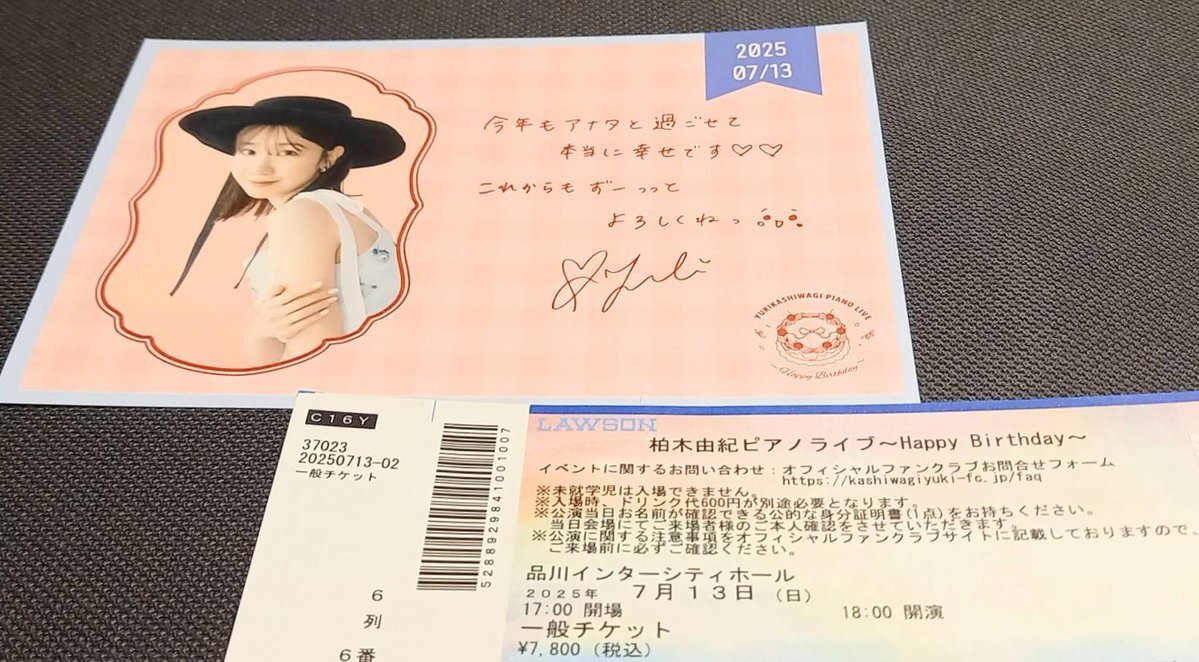 2025
07/13
今年もアナタと過ごせて
本当に幸せです♡♡
これからもずーっっと
よろしくねっ
YUKI KASHIWAGI PIANO LIVE
~Happy Birthday~
C16Y
37023
20250713-02
一般チケット
6
列
6番
5288929841001007
LAWSON
柏木由紀ピアノライブ～Happy Birthday～
イベントに関するお問い合わせ：オフィシャルファンクラブお問合せフォーム
https://kashiwagiyuki-fc.jp/faq
※未就学児は入場できません。
※入場時、ドリンク代600円が別途必要となります。
※公演当日お名前が確認できる公的な身分証明書(1点)をお持ちください。
当日会場にてご来場者様のご本人確認をさせていただきます。
※公演に関する注意事項をオフィシャルファンクラブサイトに記載しておりますので、
ご来場前に必ずご確認ください。
品川インターシティホール
2025年 7月13日（日）
17:00 開場 18:00 開演
一般チケット
¥7,800（税込）